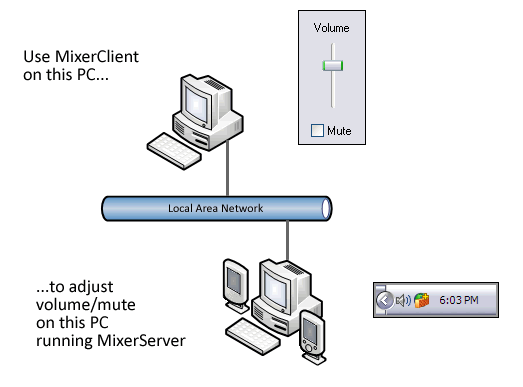 Use MixerClient
on this PC...
Volume
Mute
Local Area Network
...to adjust
volume/mute
on this PC
running MixerServer
6:03 PM